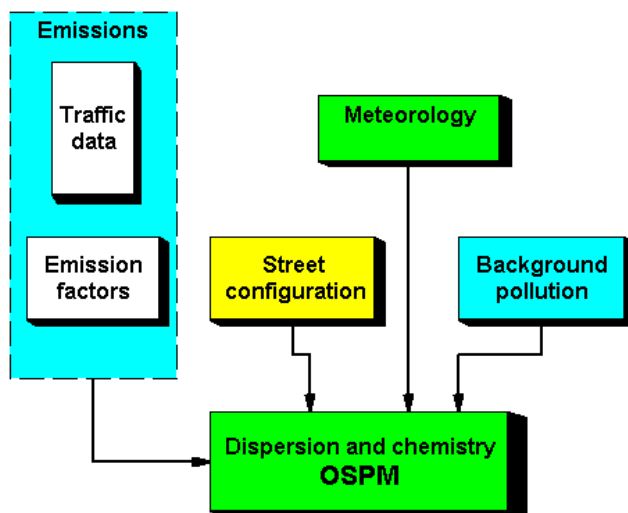 Emissions
Traffic
data
Meteorology
Emission
factors
Street
configuration
Background
pollution
Dispersion and chemistry
OSPM